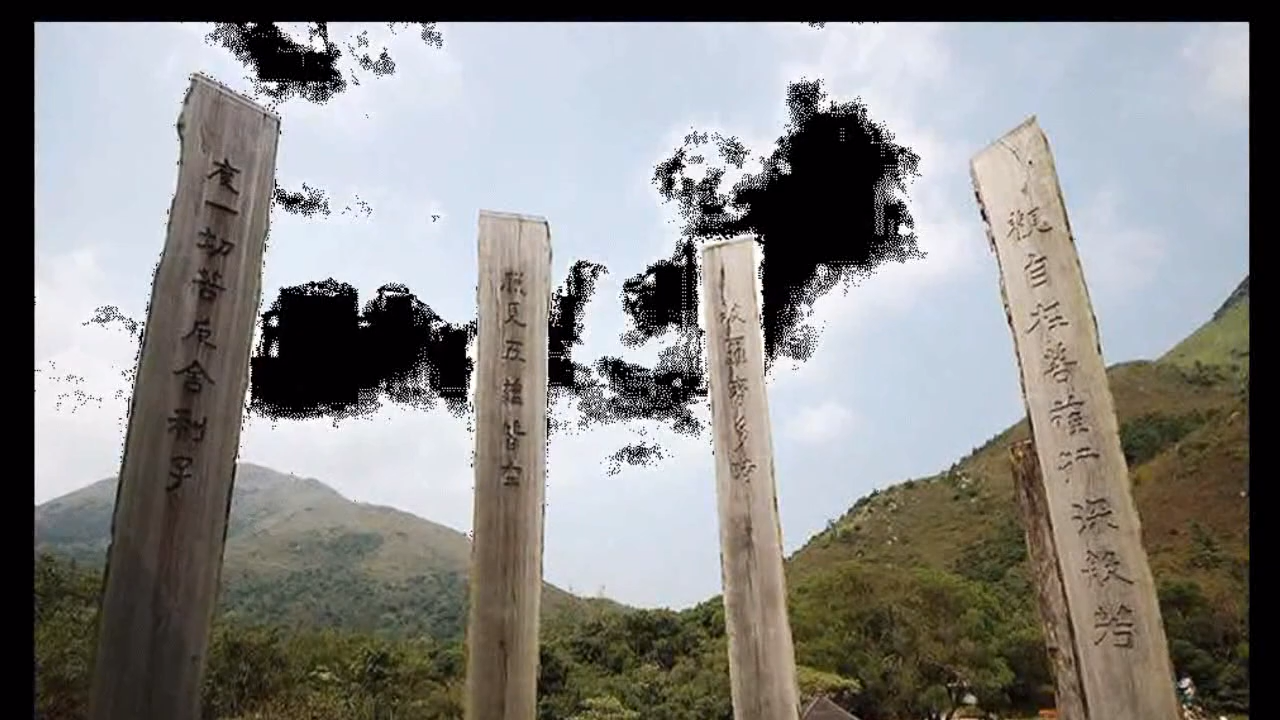 觀自在菩薩行深般若
波羅蜜多時
照見五蘊皆空
度一切苦厄舍利子